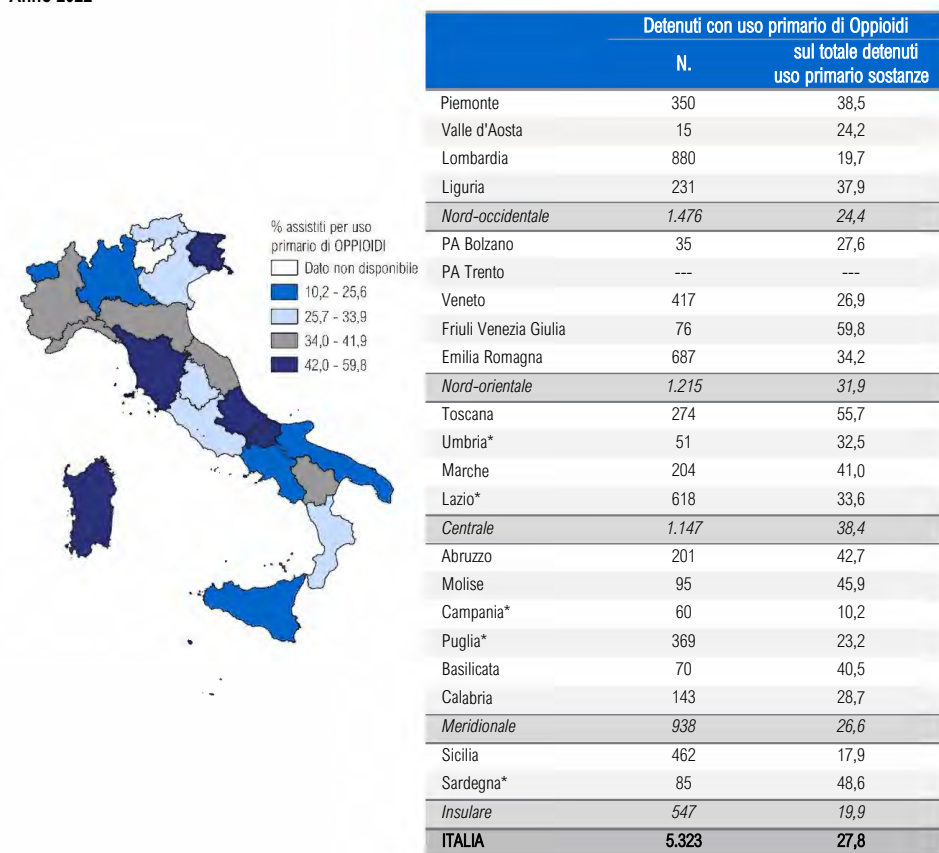 Anno 2022
% assistiti per uso
primario di OPPIOIDI
Dato non disponibile
10,2 - 25,6
25,7 - 33,9
34,0 - 41,9
42,0 - 59,8
Detenuti con uso primario di Oppioidi
N. sul totale detenuti
uso primario sostanze
Piemonte 350 38,5
Valle d'Aosta 15 24,2
Lombardia 880 19,7
Liguria 231 37,9
Nord-occidentale 1.476 24,4
PA Bolzano 35 27,6
PA Trento --- ---
Veneto 417 26,9
Friuli Venezia Giulia 76 59,8
Emilia Romagna 687 34,2
Nord-orientale 1.215 31,9
Toscana 274 55,7
Umbria* 51 32,5
Marche 204 41,0
Lazio* 618 33,6
Centrale 1.147 38,4
Abruzzo 201 42,7
Molise 95 45,9
Campania* 60 10,2
Puglia* 369 23,2
Basilicata 70 40,5
Calabria 143 28,7
Meridionale 938 26,6
Sicilia 462 17,9
Sardegna* 85 48,6
Insulare 547 19,9
ITALIA 5.323 27,8